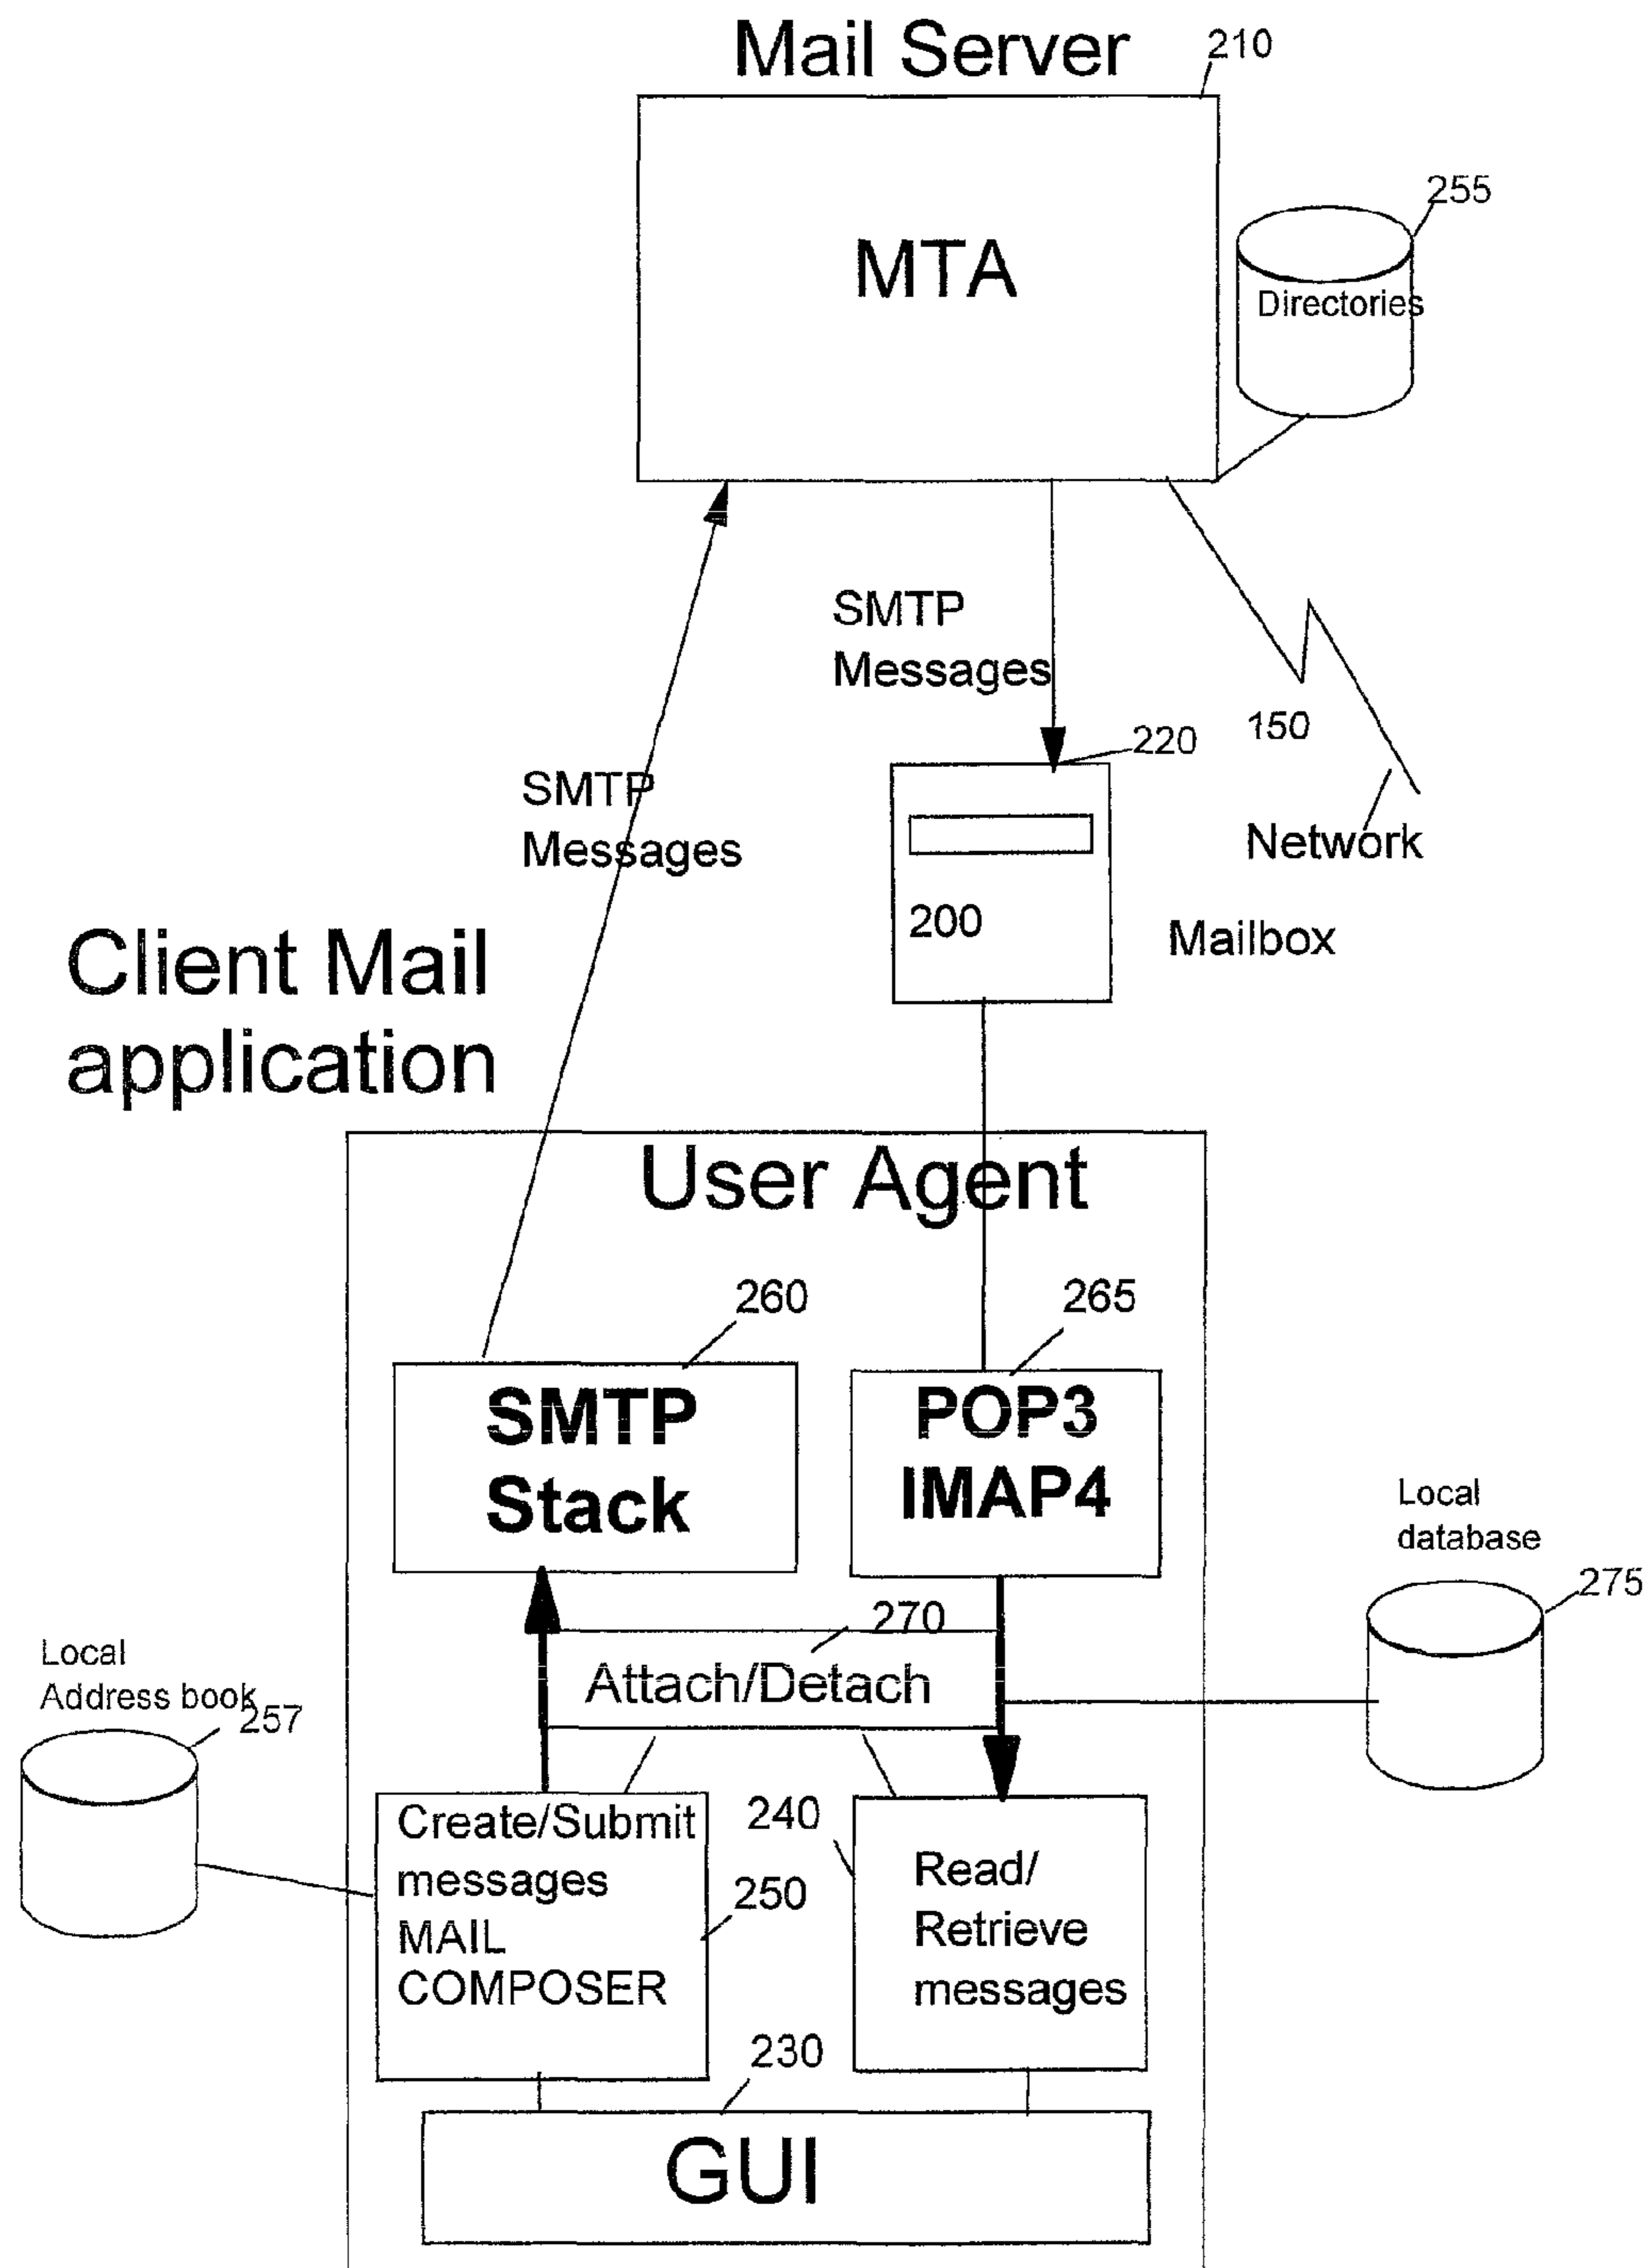 Mail Server
210
255
MTA
Directories
SMTP
Messages
220
150
SMTP
Messages
Network
200
Mailbox
Client Mail
application
User Agent
260
265
SMTP
Stack
POP3
IMAP4
Local
database
275
270
Attach/Detach
Local
Address book
257
Create/Submit
messages
MAIL
COMPOSER
250
240
Read/
Retrieve
messages
230
GUI